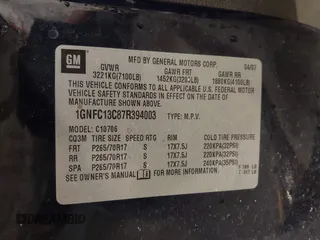 GM
MFD BY GENERAL MOTORS CORP. 04/07
GVWR GAWR FRT GAWR RR
3221KG(7100LB) 1452KG(3200LB) 1860KG(4100LB)
THIS VEHICLE CONFORMS TO ALL APPLICABLE U.S.
FEDERAL MOTOR VEHICLE SAFETY STANDARDS IN
EFFECT ON THE DATE OF MANUFACTURE SHOWN ABOVE.
1GNFC13C87R394003 TYPE: M.P.V.
MODEL: C10706
CQ3M TIRE SIZE SPEED RTG RIM COLD TIRE PRESSURE
FRT P265/70R17 S 17X7.5J 220KPA(32PSI)
RR P265/70R17 S 17X7.5J 220KPA(32PSI)
SPA P265/70R17 S 17X7.5J 240KPA(35PSI)
SEE OWNER'S MANUAL FOR ADDITIONAL INFORMATION.
DREAMBID